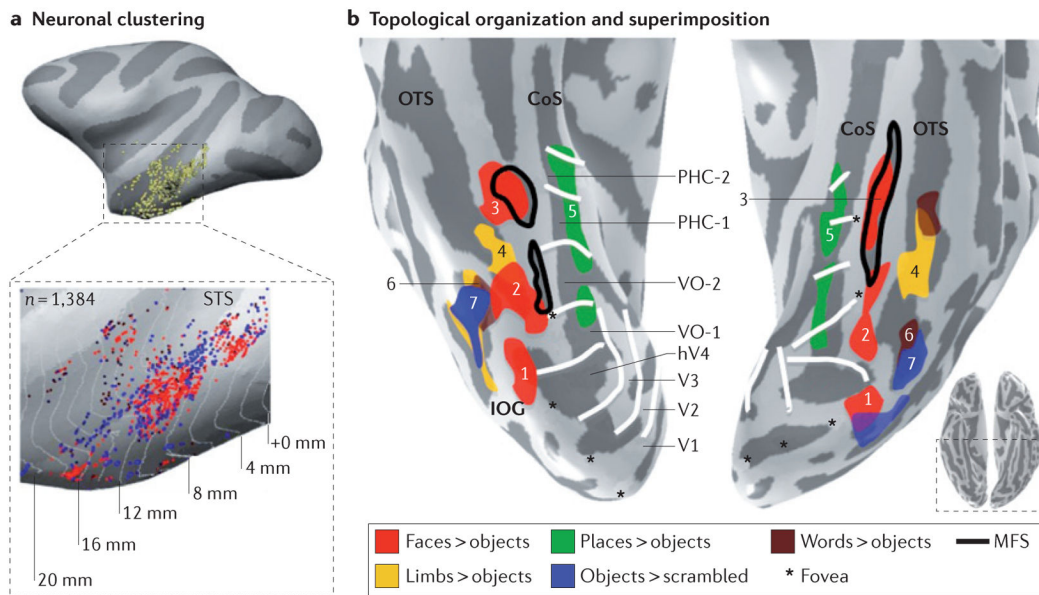 a Neuronal clustering
n = 1,384
STS
+0 mm
4 mm
8 mm
12 mm
16 mm
20 mm
b Topological organization and superimposition
OTS
CoS
3
5
4
6
7
2
1
IOG
PHC-2
PHC-1
VO-2
VO-1
hV4
V3
V2
V1
*
*
*
*
CoS
OTS
3
5
4
2
6
7
1
*
*
*
*
*
Faces > objects
Places > objects
Words > objects
MFS
Limbs > objects
Objects > scrambled
* Fovea